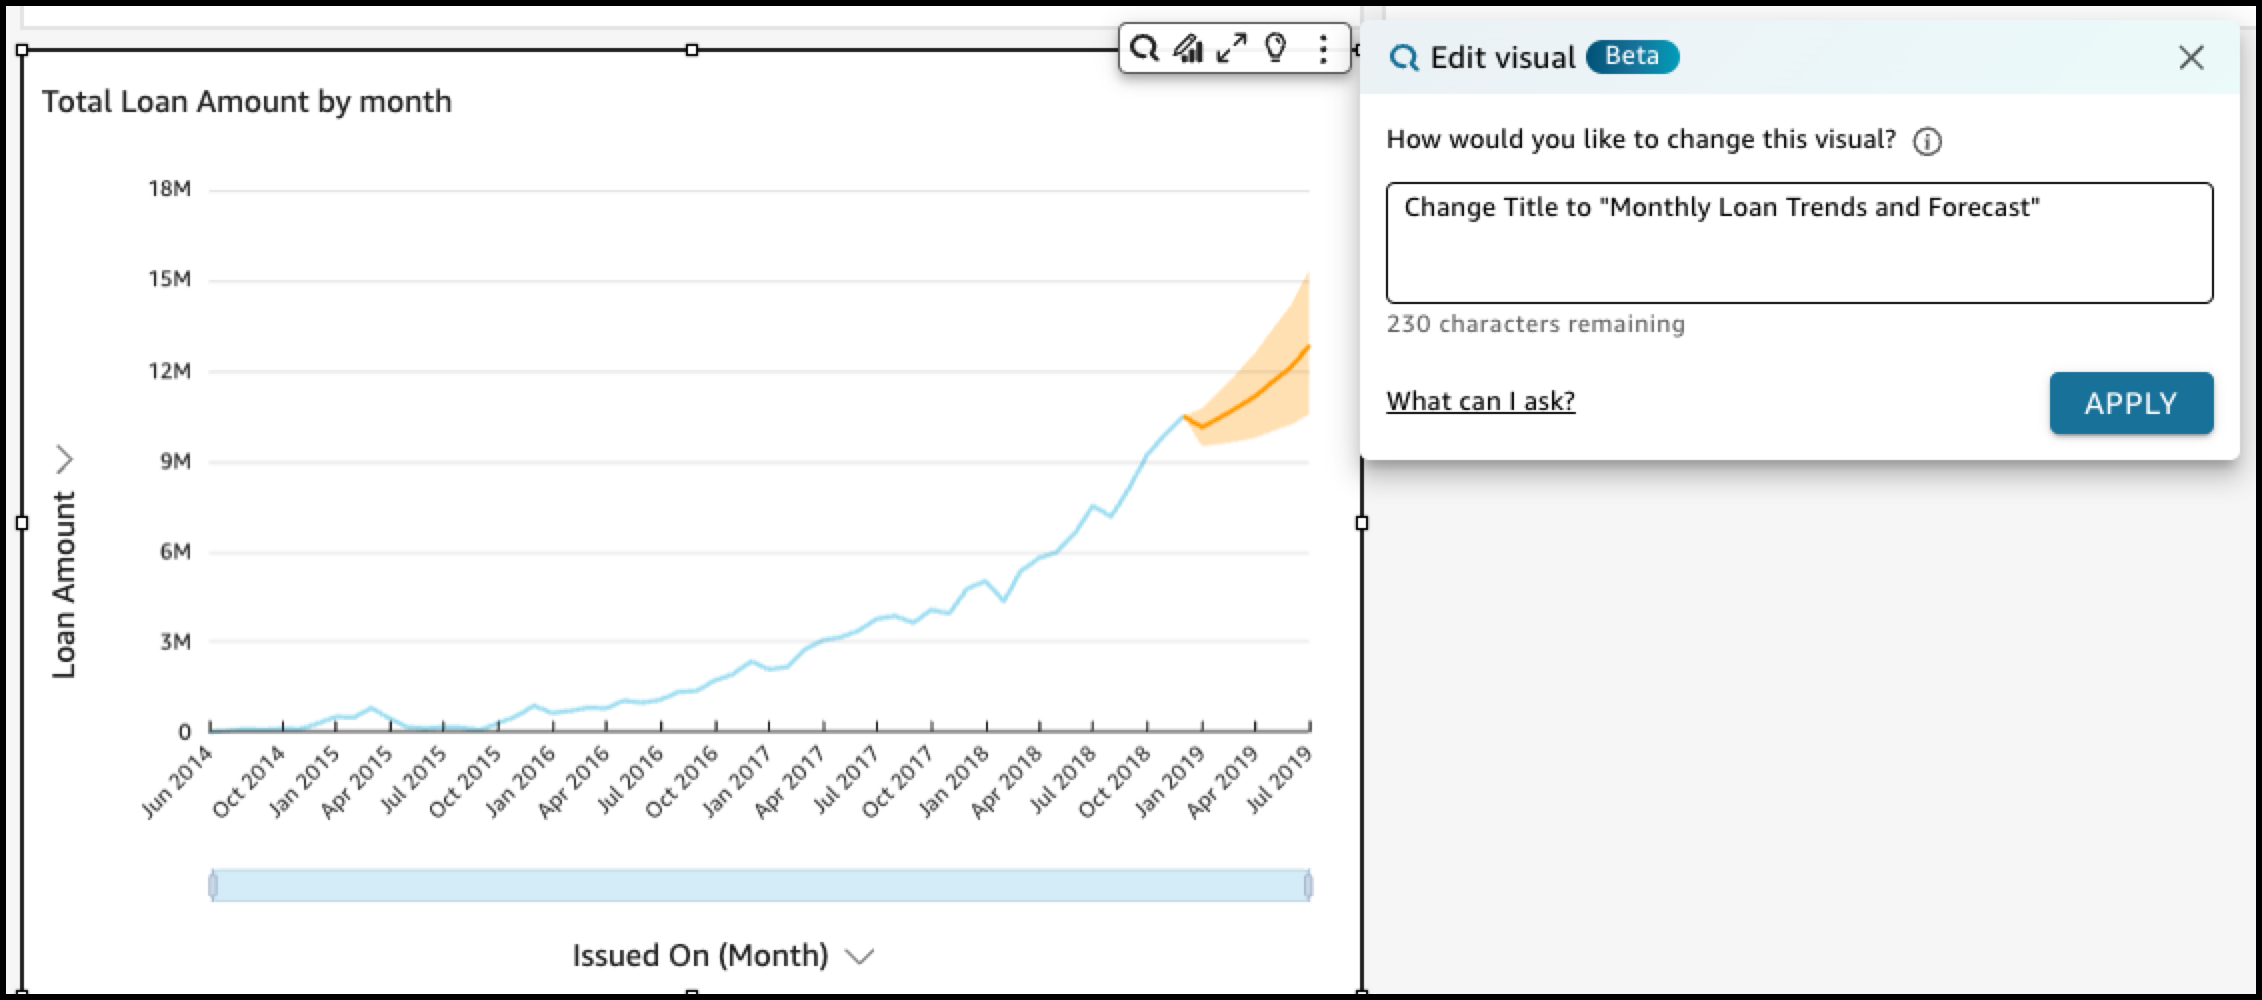 Total Loan Amount by month
18M
15M
12M
9M
6M
3M
0
Loan Amount
Jun 2014
Oct 2014
Jan 2015
Apr 2015
Jul 2015
Oct 2015
Jan 2016
Apr 2016
Jul 2016
Oct 2016
Jan 2017
Apr 2017
Jul 2017
Oct 2017
Jan 2018
Apr 2018
Jul 2018
Oct 2018
Jan 2019
Apr 2019
Jul 2019
Issued On (Month)
Edit visual Beta
How would you like to change this visual?
Change Title to "Monthly Loan Trends and Forecast"
230 characters remaining
What can I ask?
APPLY